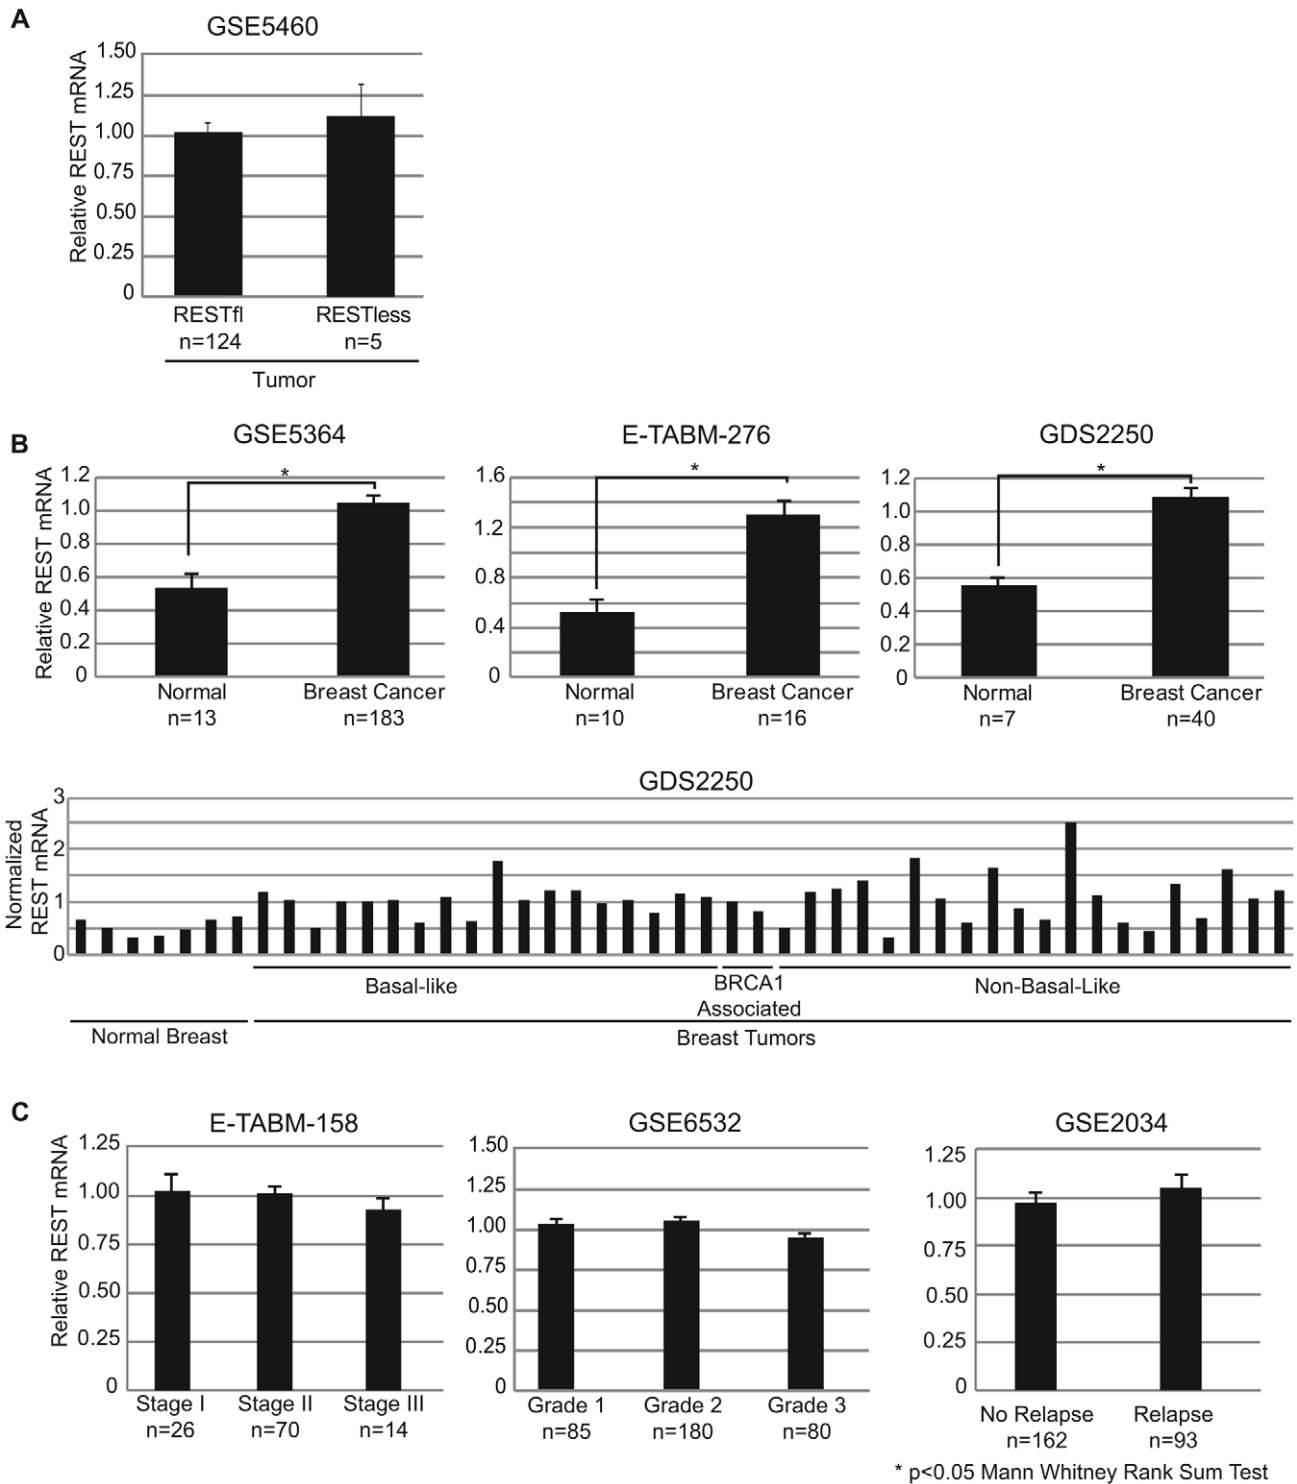 A
GSE5460
Relative REST mRNA
1.50
1.25
1.00
0.75
0.50
0.25
0
RESTfl RESTless
n=124 n=5
Tumor
B
GSE5364 E-TABM-276 GDS2250
Relative REST mRNA
1.2
1.0
0.8
0.6
0.4
0.2
0
*
Normal Breast Cancer
n=13 n=183
1.6
1.2
0.8
0.4
0
*
Normal Breast Cancer
n=10 n=16
1.2
1.0
0.8
0.6
0.4
0.2
0
*
Normal Breast Cancer
n=7 n=40
GDS2250
Normalized
REST mRNA
3
2
1
0
Basal-like BRCA1 Non-Basal-Like
Associated
Normal Breast Breast Tumors
C
E-TABM-158 GSE6532 GSE2034
Relative REST mRNA
1.25
1.00
0.75
0.50
0.25
0
Stage I Stage II Stage III
n=26 n=70 n=14
1.50
1.25
1.00
0.75
0.50
0.25
0
Grade 1 Grade 2 Grade 3
n=85 n=180 n=80
1.25
1.00
0.75
0.50
0.25
0
No Relapse Relapse
n=162 n=93
* p<0.05 Mann Whitney Rank Sum Test